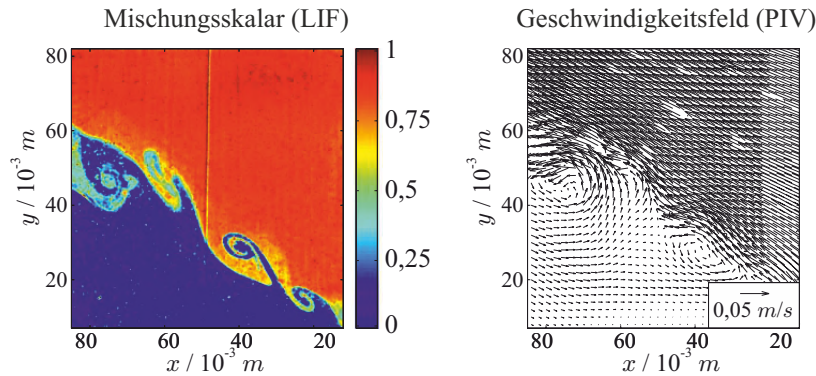 Mischungsskalar (LIF)
80
60
40
20
y / 10⁻³ m
80 60 40 20
x / 10⁻³ m
1
0,75
0,5
0,25
0
Geschwindigkeitsfeld (PIV)
80
60
40
20
y / 10⁻³ m
0,05 m/s
80 60 40 20
x / 10⁻³ m